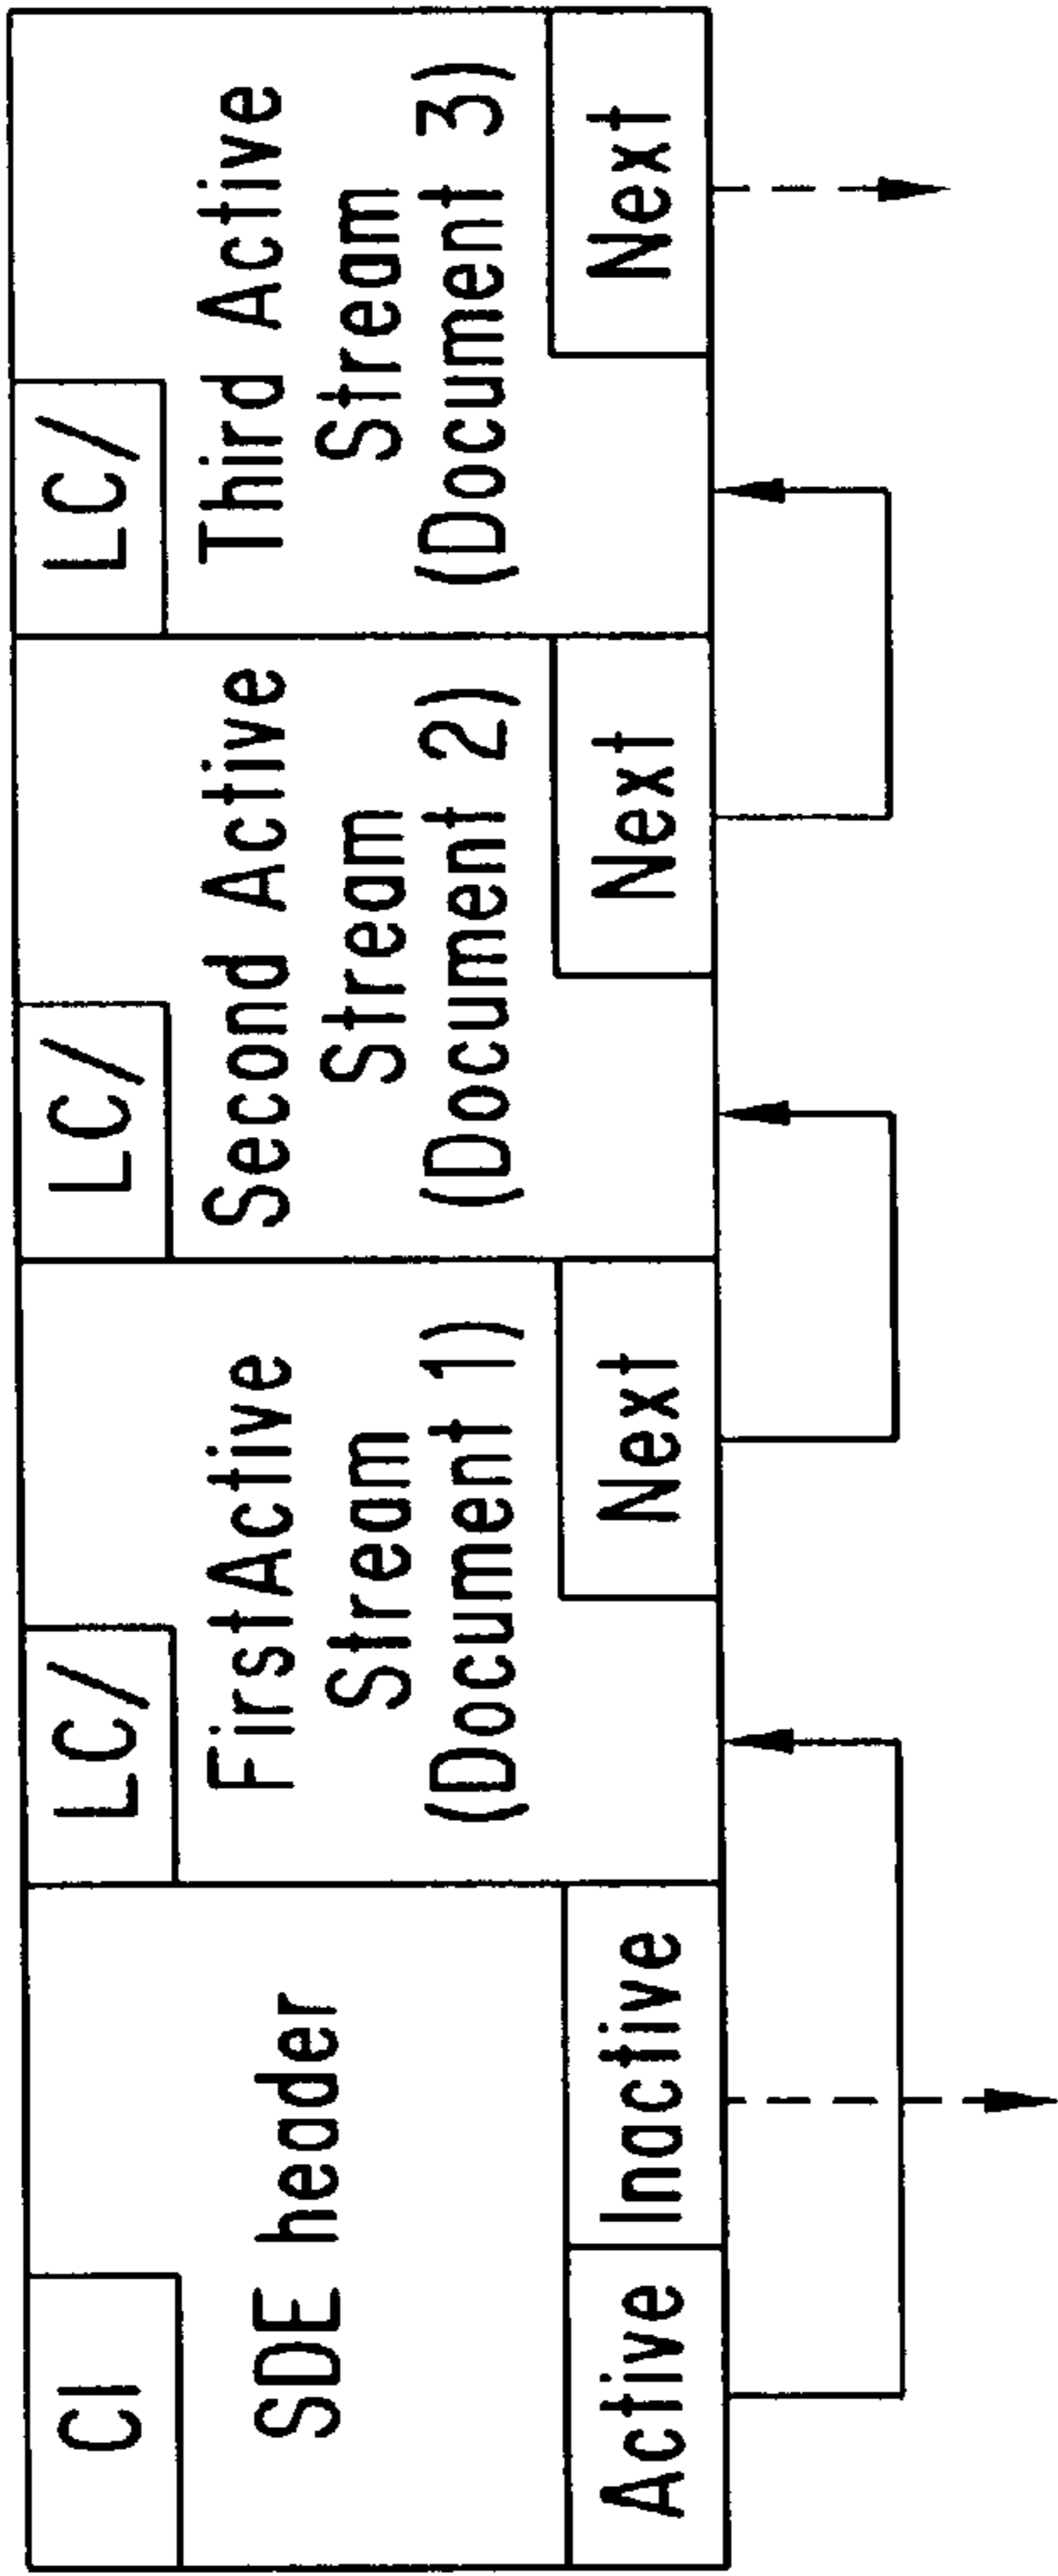 CI
SDE header
Active
Inactive
LC/
FirstActive
Stream
(Document 1)
Next
LC/
Second Active
Stream
(Document 2)
Next
LC/
Third Active
Stream
(Document 3)
Next